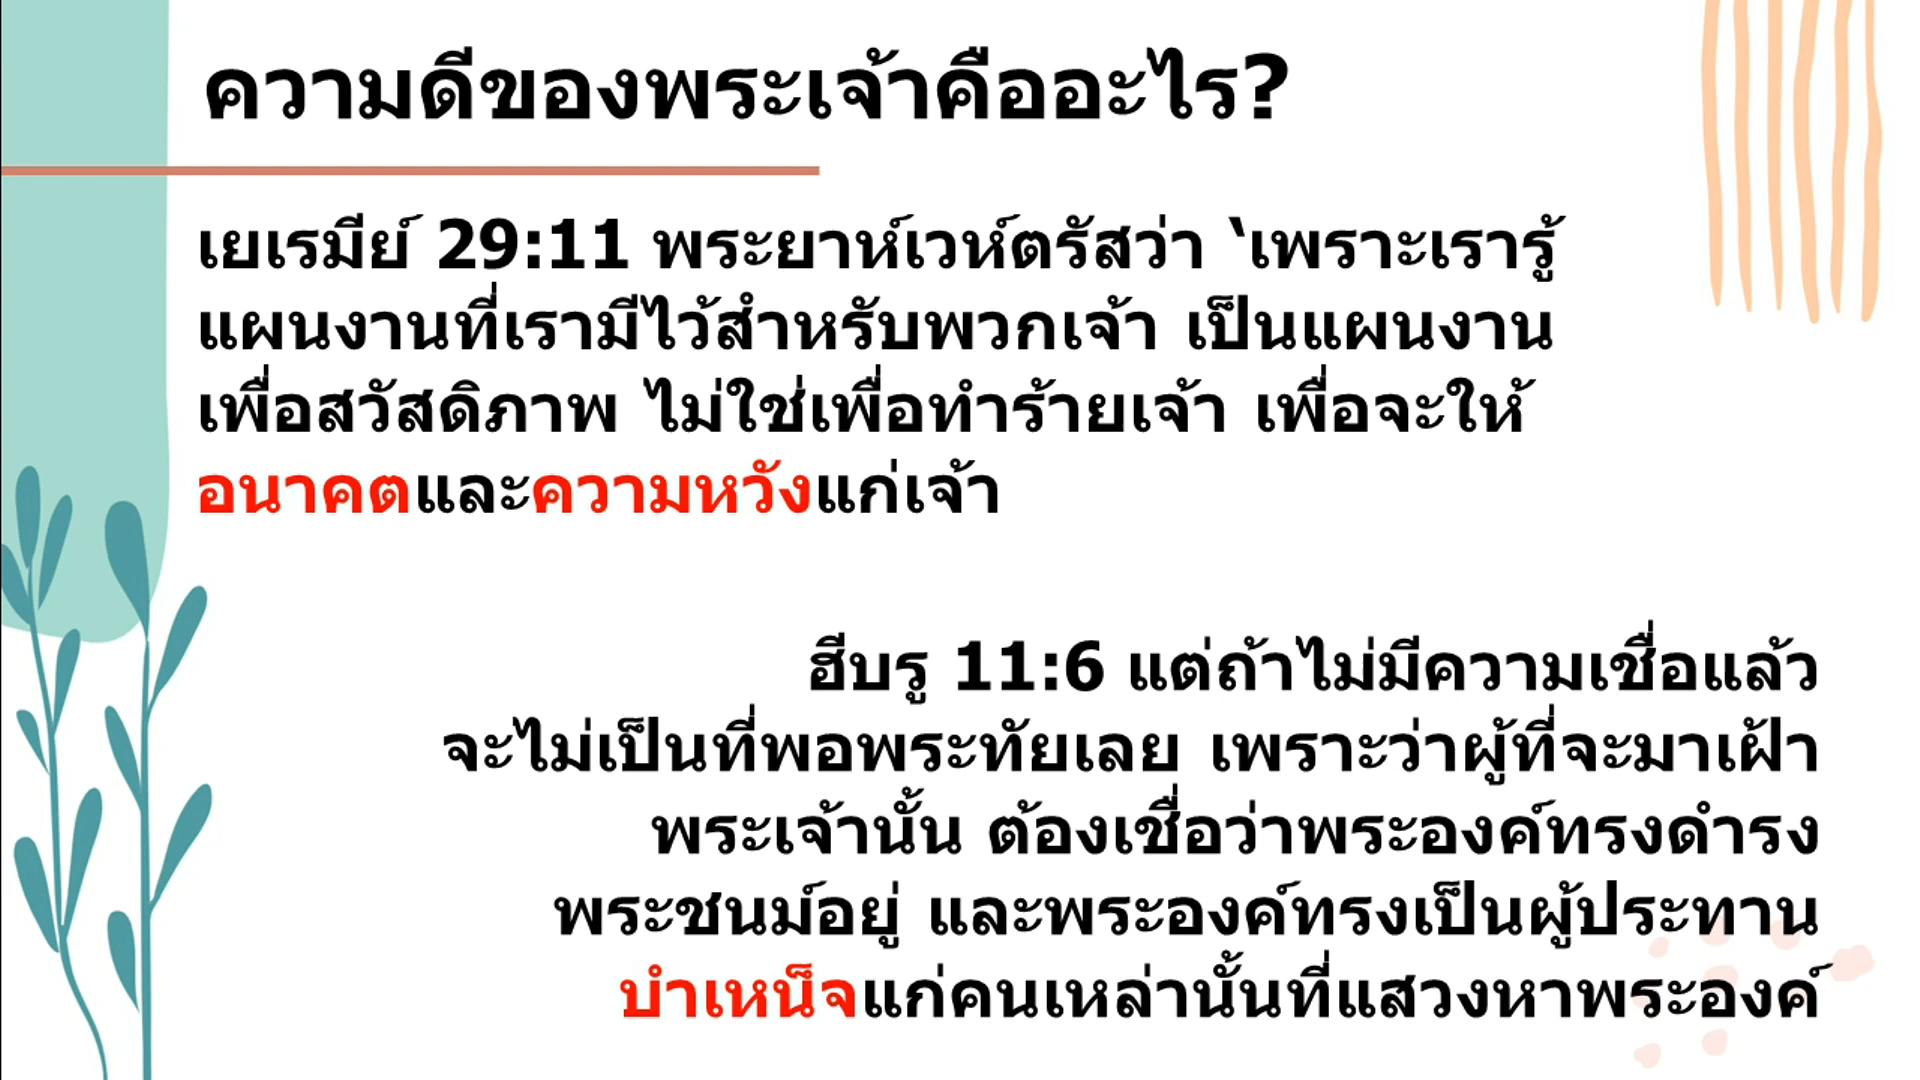 ความดีของพระเจ้าคืออะไร?
เยเรมีย์ 29:11 พระยาห์เวห์ตรัสว่า ‘เพราะเรารู้
แผนงานที่เรามีไว้สำหรับพวกเจ้า เป็นแผนงาน
เพื่อสวัสดิภาพ ไม่ใช่เพื่อทำร้ายเจ้า เพื่อจะให้
อนาคตและความหวังแก่เจ้า
ฮีบรู 11:6 แต่ถ้าไม่มีความเชื่อแล้ว
จะไม่เป็นที่พอพระทัยเลย เพราะว่าผู้ที่จะมาเฝ้า
พระเจ้านั้น ต้องเชื่อว่าพระองค์ทรงดำรง
พระชนม์อยู่ และพระองค์ทรงเป็นผู้ประทาน
บำเหน็จแก่คนเหล่านั้นที่แสวงหาพระองค์